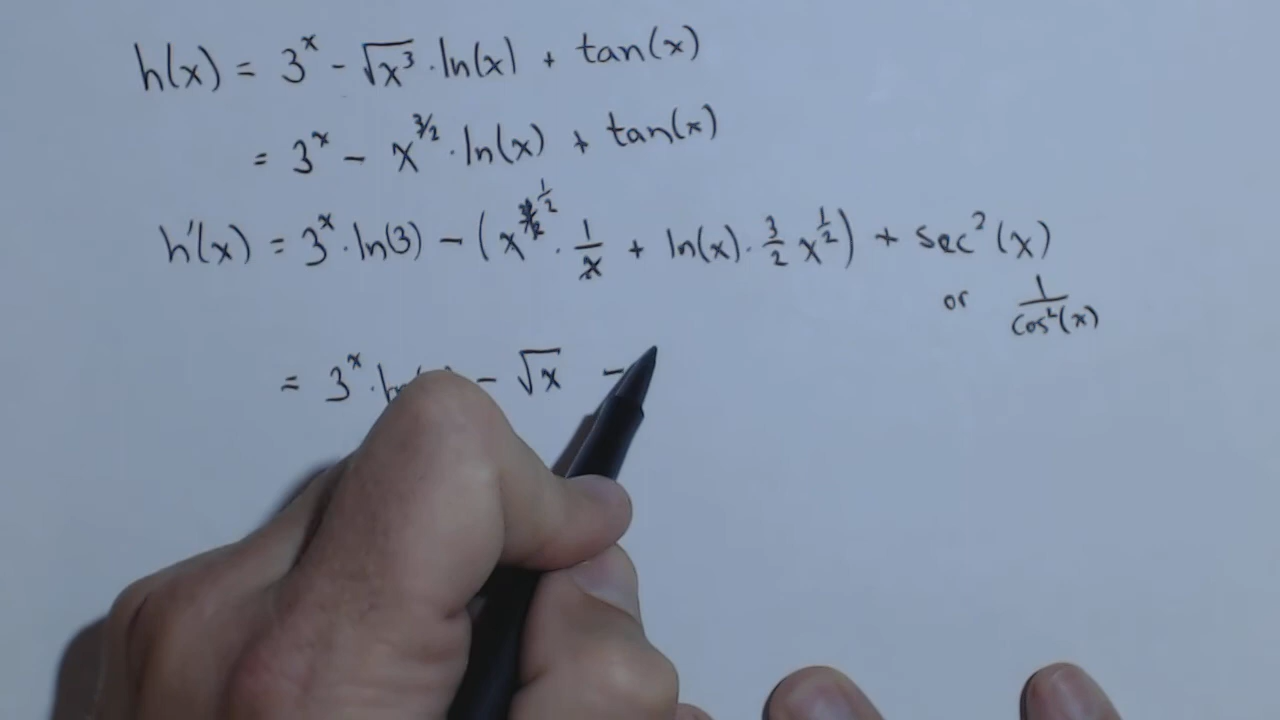 h(x) = 3^x - √x³ · ln(x) + tan(x)
= 3^x - x^(3/2) · ln(x) + tan(x)
h'(x) = 3^x · ln(3) - (x^(1/2) · 1/x + ln(x) · 3/2 x^(1/2)) + sec²(x)
or 1/cos²(x)
= 3^x · - √x -